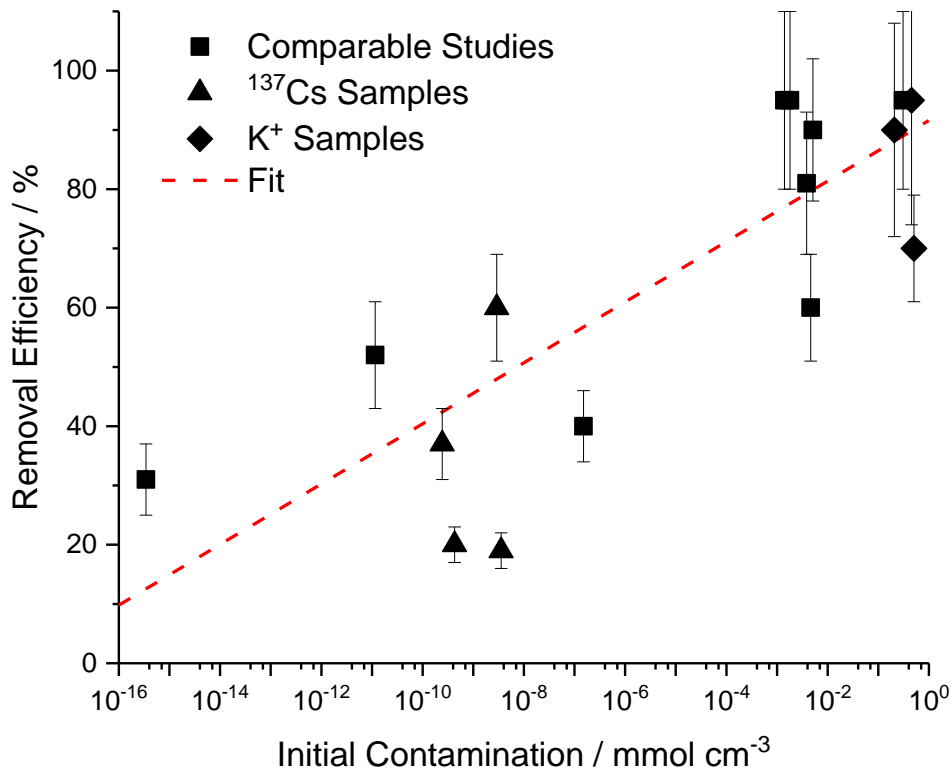 Comparable Studies
¹³⁷Cs Samples
K⁺ Samples
Fit
Removal Efficiency / %
100
80
60
40
20
0
10⁻¹⁶ 10⁻¹⁴ 10⁻¹² 10⁻¹⁰ 10⁻⁸ 10⁻⁶ 10⁻⁴ 10⁻² 10⁰
Initial Contamination / mmol cm⁻³